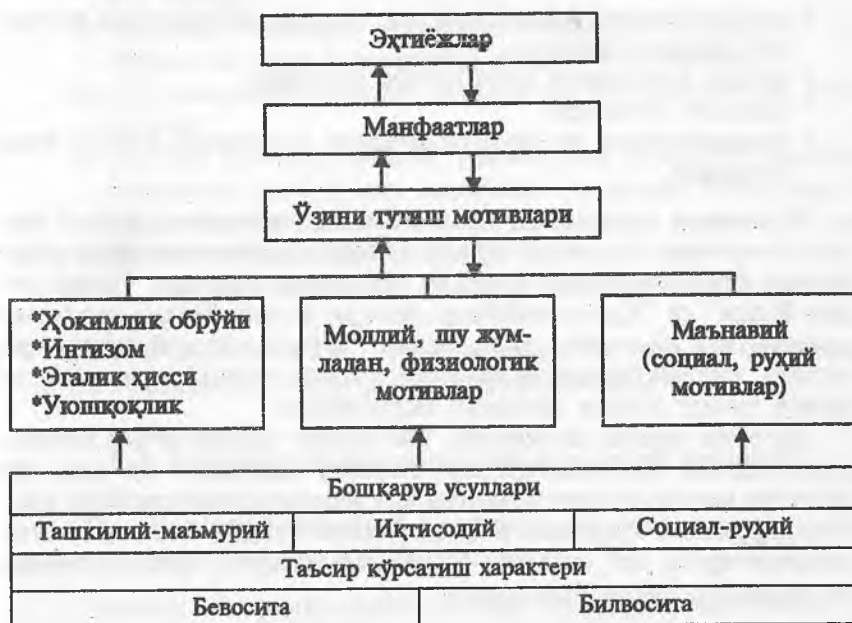 Эҳтиёжлар
Манфаатлар
Ўзини тутиш мотивлари
*Ҳокимлик обрўйи
*Интизом
*Эгалик ҳисси
*Уюшқоқлик
Моддий, шу жум-
ладан, физиологик
мотивлар
Маънавий
(социал, руҳий
мотивлар)
Бошқарув усуллари
Ташкилий-маъмурий
Иқтисодий
Социал-руҳий
Таъсир кўрсатиш характери
Бевосита
Билвосита